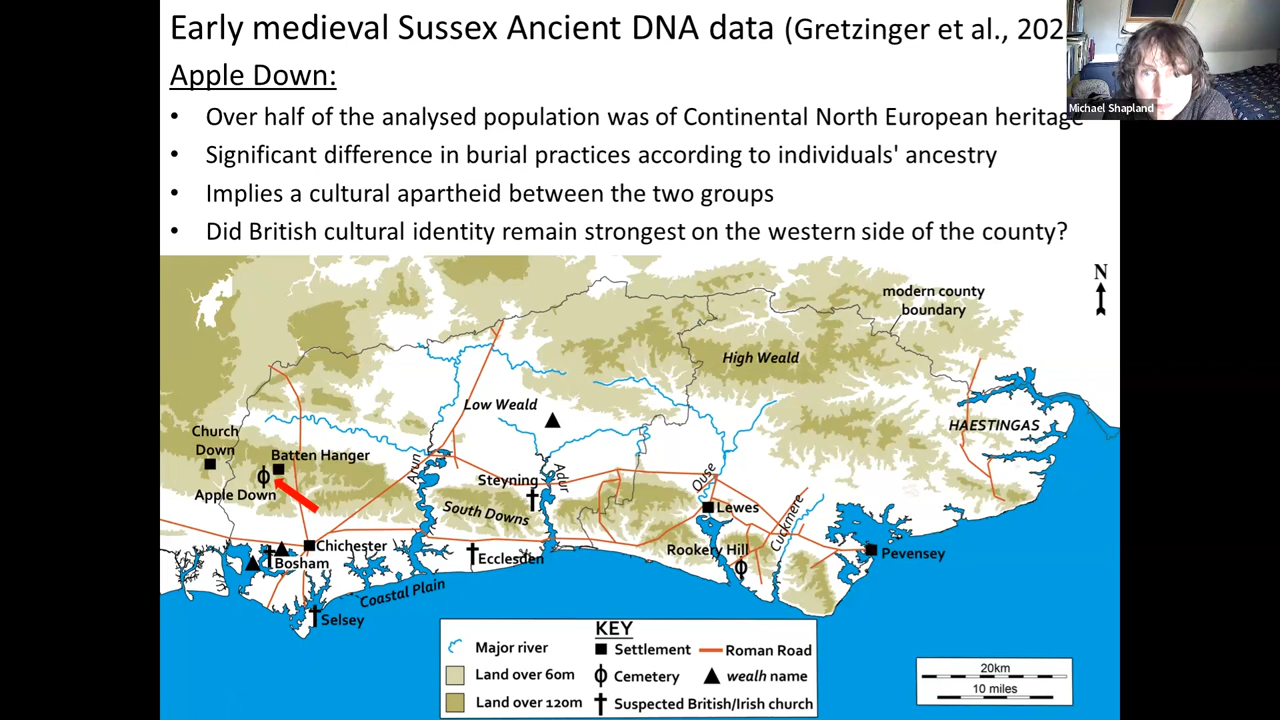 Early medieval Sussex Ancient DNA data (Gretzinger et al., 202
Michael Shapland
Apple Down:
• Over half of the analysed population was of Continental North European heritage
• Significant difference in burial practices according to individuals' ancestry
• Implies a cultural apartheid between the two groups
• Did British cultural identity remain strongest on the western side of the county?
N
modern county
boundary
High Weald
Low Weald
HAESTINGAS
Church
Down
Batten Hanger
Apple Down
Arun
Steyning
Adur
South Downs
Ouse
Lewes
Cuckmere
Rookery Hill
Pevensey
Chichester
Bosham
Ecclesden
Coastal Plain
Selsey
KEY
Major river
Settlement
Roman Road
Land over 60m
Cemetery
wealh name
Land over 120m
Suspected British/Irish church
20km
10 miles